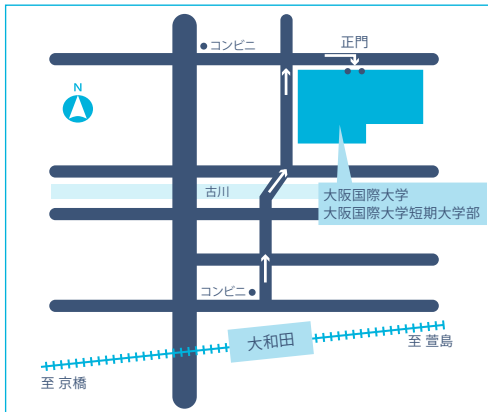 コンビニ
正門
N
古川
大阪国際大学
大阪国際大学短期大学部
コンビニ
大和田
至 萱島
至 京橋